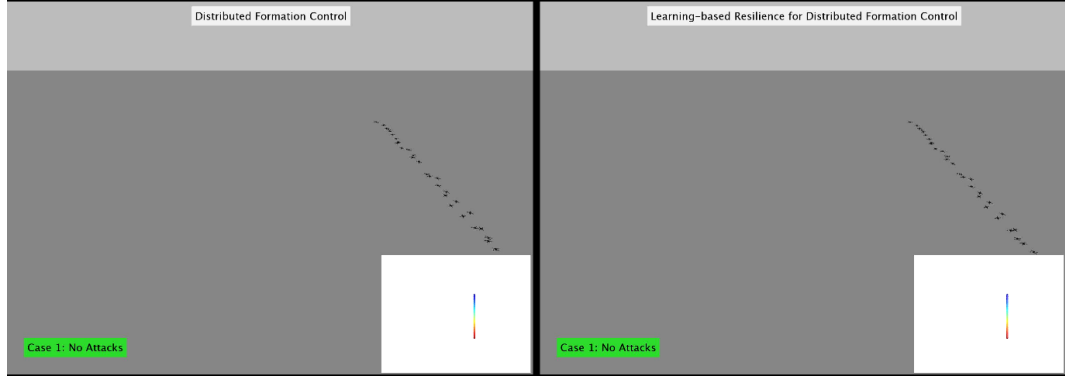 Distributed Formation Control
Learning-based Resilience for Distributed Formation Control
Case 1: No Attacks
Case 1: No Attacks